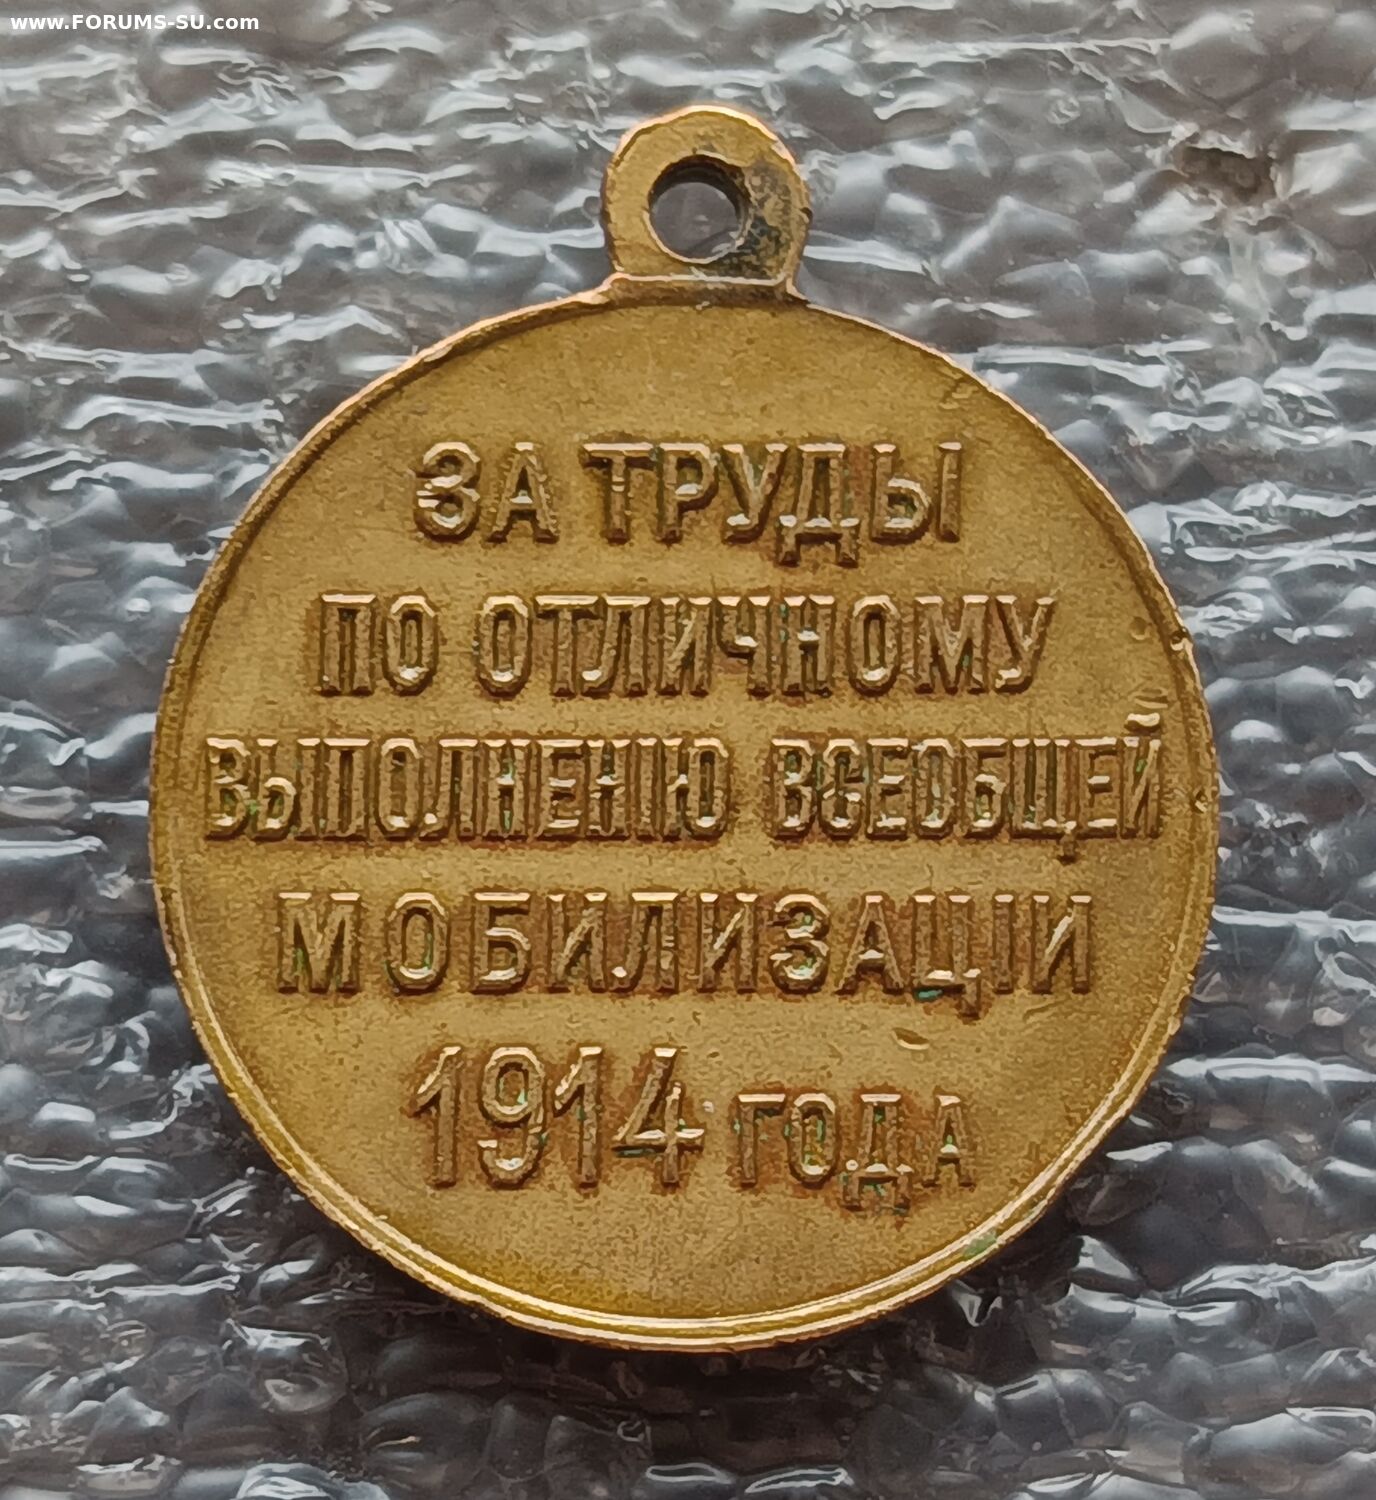 www.FORUMS-SU.com
ЗА ТРУДЫ
ПО ОТЛИЧНОМУ
ВЫПОЛНЕНІЮ ВСЕОБЩЕЙ
МОБИЛИЗАЦІИ
1914 ГОДА